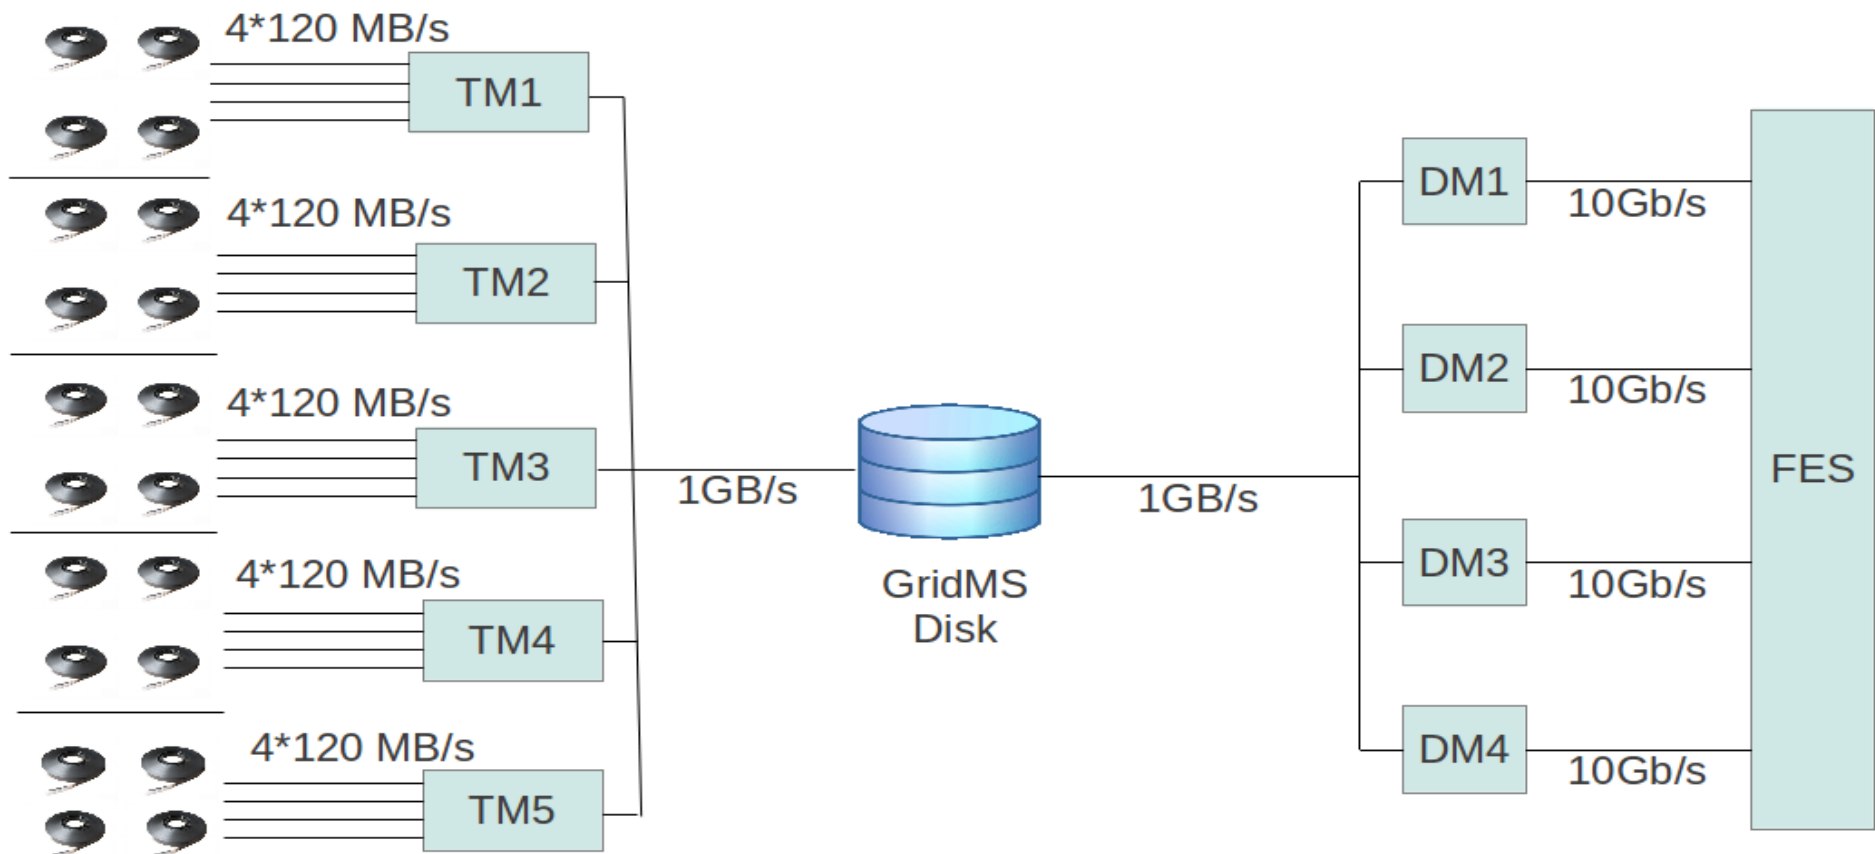 4*120 MB/s
TM1
4*120 MB/s
TM2
4*120 MB/s
TM3
4*120 MB/s
TM4
4*120 MB/s
TM5
1GB/s
GridMS
Disk
1GB/s
DM1
10Gb/s
DM2
10Gb/s
DM3
10Gb/s
DM4
10Gb/s
FES